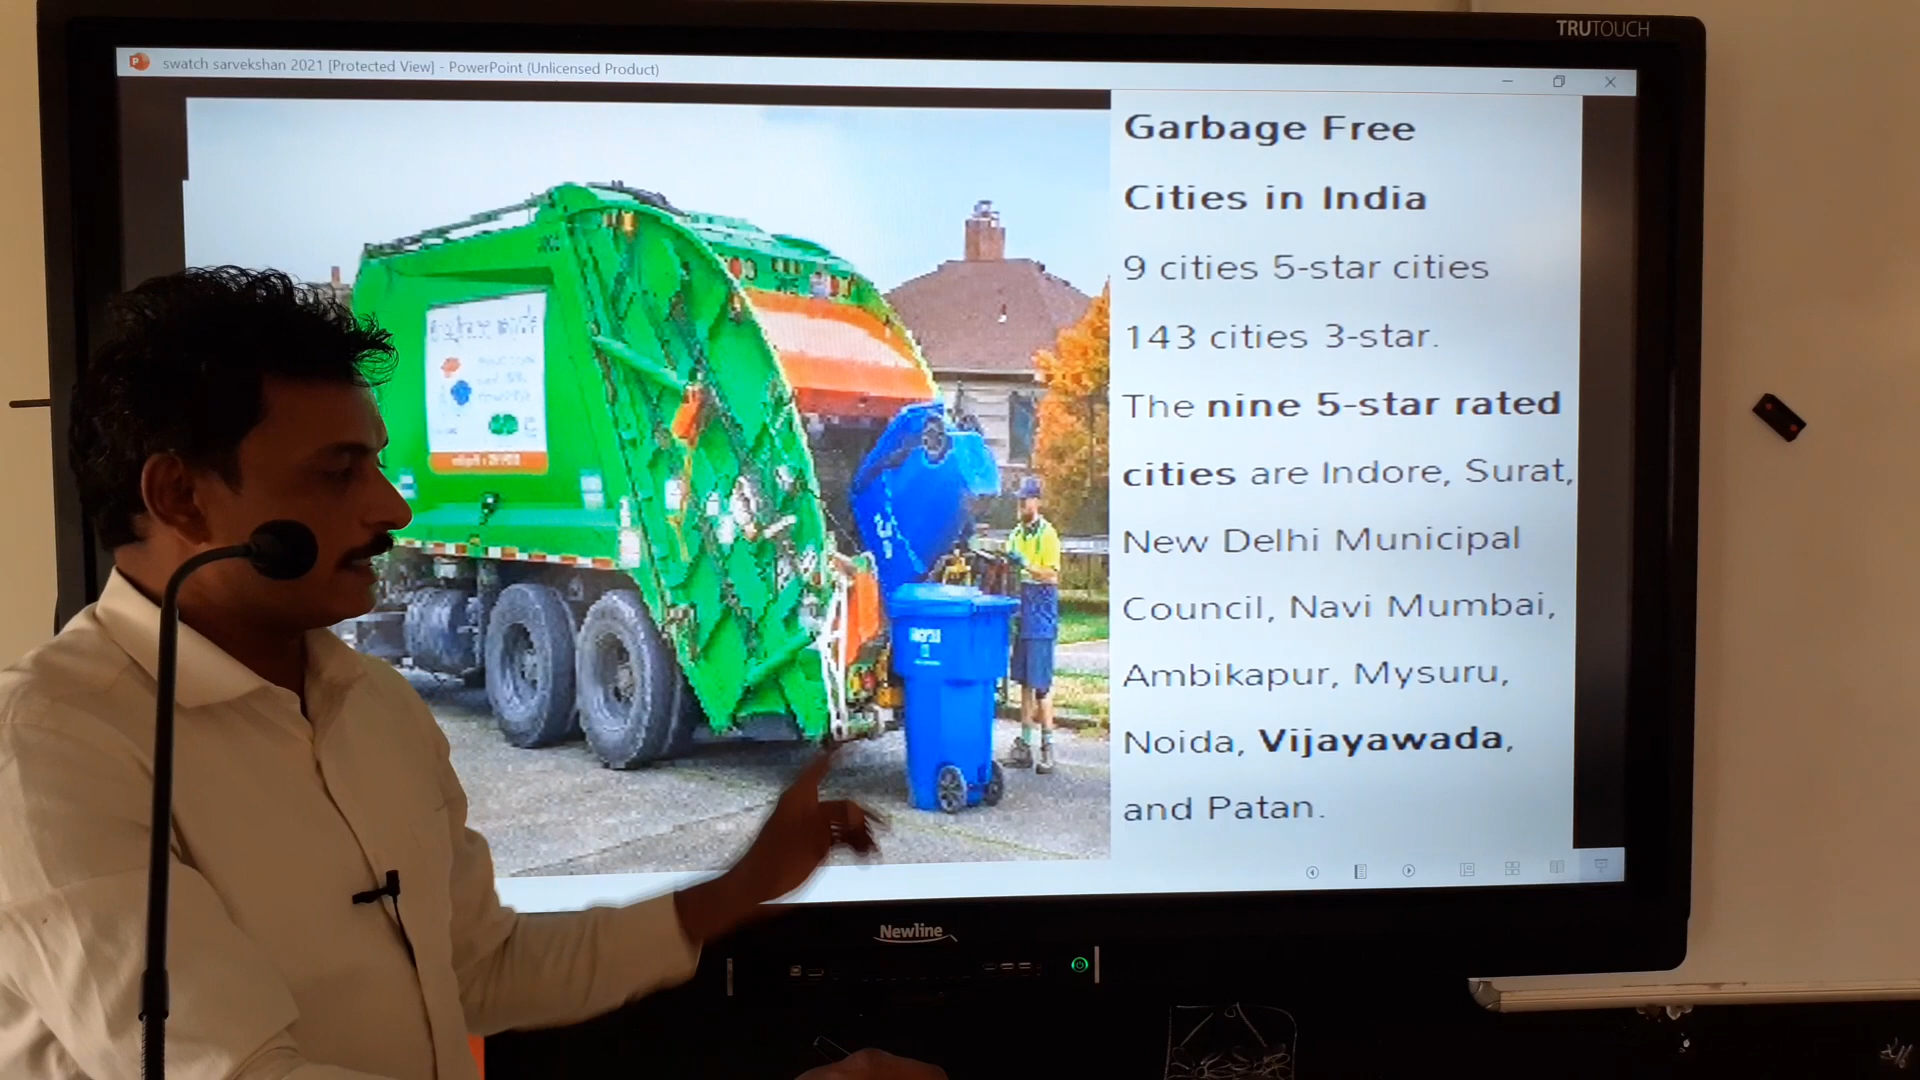 TRUTOUCH
swatch sarvekshan 2021 [Protected View] - PowerPoint (Unlicensed Product)
Garbage Free
Cities in India
9 cities 5-star cities
143 cities 3-star.
The nine 5-star rated
cities are Indore, Surat,
New Delhi Municipal
Council, Navi Mumbai,
Ambikapur, Mysuru,
Noida, Vijayawada,
and Patan.
Newline